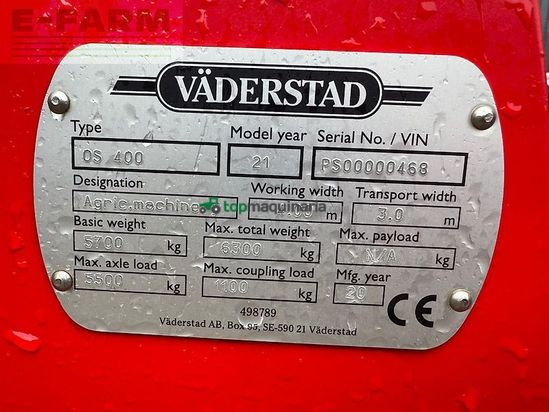 E-FARM
VÄDERSTAD
Type Model year Serial No. / VIN
OS 400 21 PS00000468
Designation Working width Transport width
Agric.machine topmaquinaria m 3.0 m
Basic weight Max. total weight Max. payload
5700 kg 6300 kg N/A kg
Max. axle load Max. coupling load Mfg. year
5500 kg 1100 kg 20 CE
498789
Väderstad AB, Box 95, SE-590 21 Väderstad